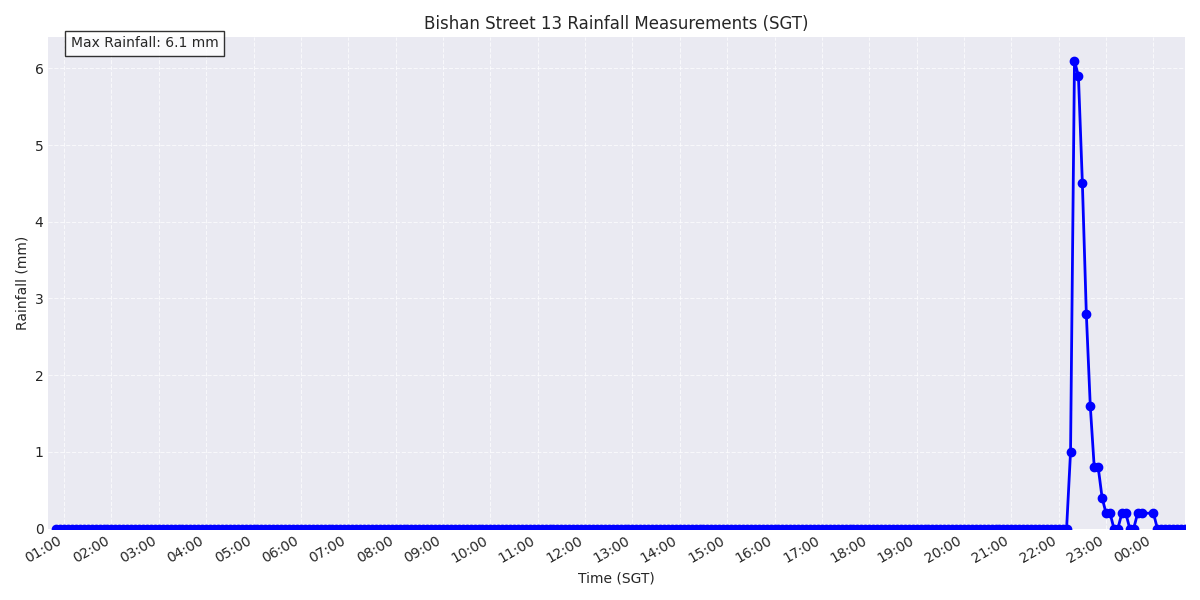 Bishan Street 13 Rainfall Measurements (SGT)
Max Rainfall: 6.1 mm
Rainfall (mm)
6
5
4
3
2
1
0
01:00 02:00 03:00 04:00 05:00 06:00 07:00 08:00 09:00 10:00 11:00 12:00 13:00 14:00 15:00 16:00 17:00 18:00 19:00 20:00 21:00 22:00 23:00 00:00
Time (SGT)